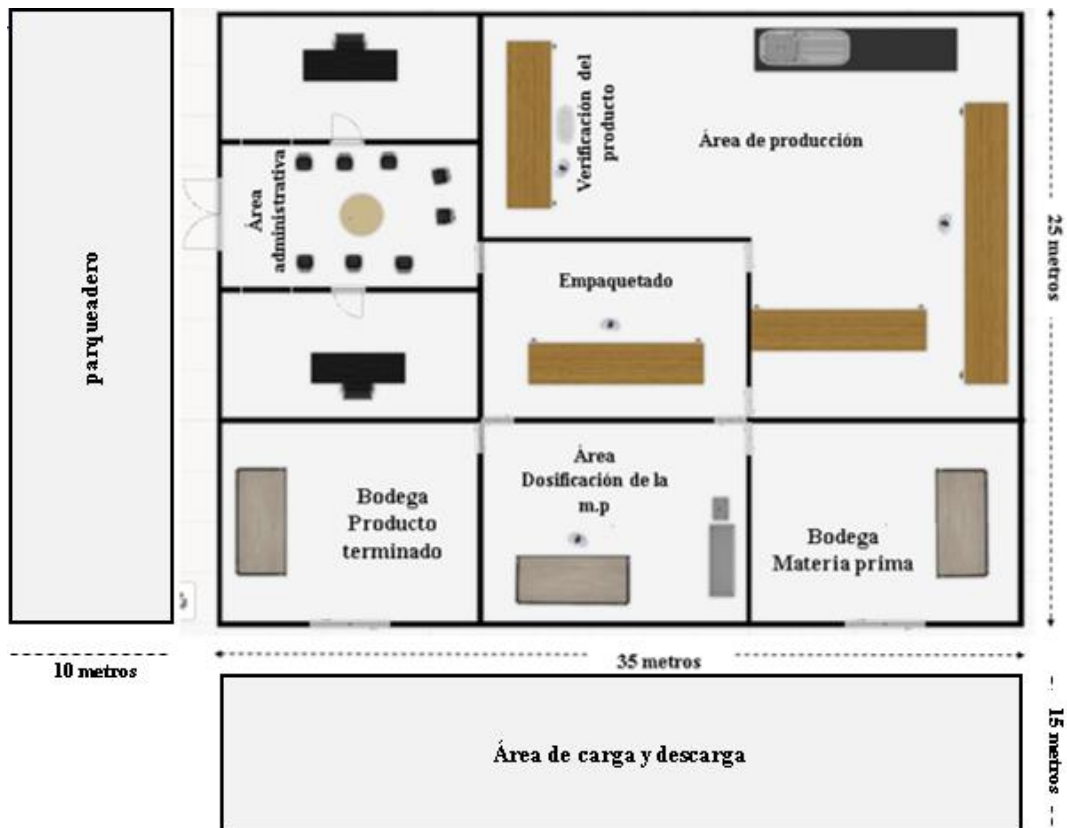 parqueadero
Área
administrativa
Verificación del
producto
Área de producción
Empaquetado
25 metros
Bodega
Producto
terminado
Área
Dosificación de la
m.p
Bodega
Materia prima
10 metros
35 metros
Área de carga y descarga
15 metros